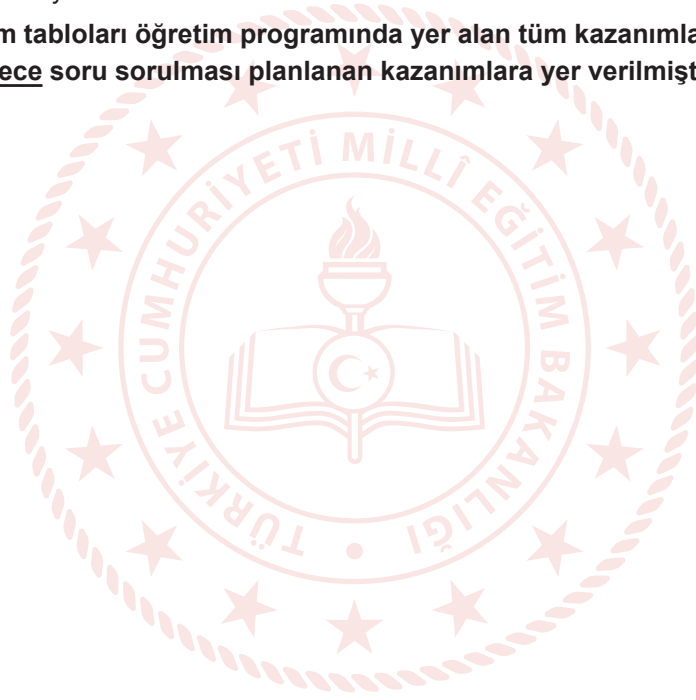 m tabloları öğretim programında yer alan tüm kazanımla
ece soru sorulması planlanan kazanımlara yer verilmişt
TÜRKİYE CUMHURİYETİ MİLLÎ EĞİTİM BAKANLIĞI